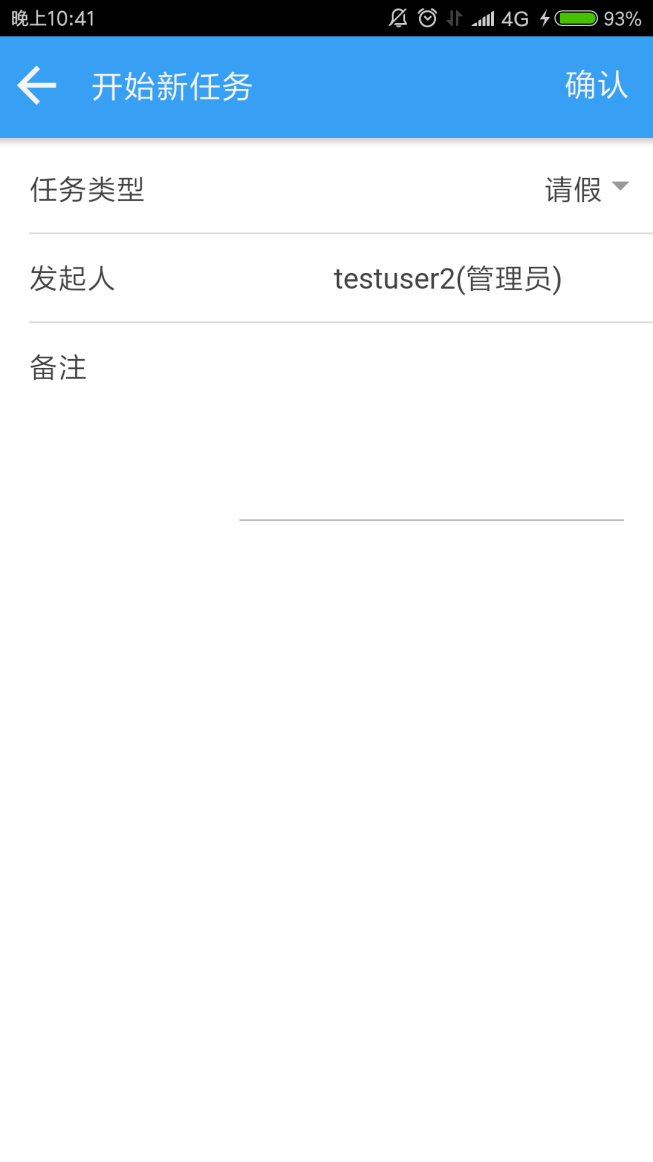 晚上10:41 4G 93%
开始新任务 确认
任务类型 请假
发起人 testuser2(管理员)
备注